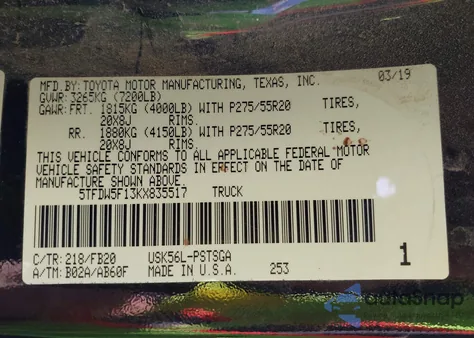 MFD BY: TOYOTA MOTOR MANUFACTURING, TEXAS, INC. 03/19
GVWR: 3265KG (7200LB)
GAWR: FRT. 1815KG (4000LB) WITH P275/55R20 TIRES,
20X8J RIMS.
RR. 1880KG (4150LB) WITH P275/55R20 TIRES,
20X8J RIMS.
THIS VEHICLE CONFORMS TO ALL APPLICABLE FEDERAL MOTOR
VEHICLE SAFETY STANDARDS IN EFFECT ON THE DATE OF
MANUFACTURE SHOWN ABOVE.
5TFDW5F13KX835517 TRUCK
C/TR: 218/FB20 USK56L-PSTSGA
A/TM: B02A/AB60F MADE IN U.S.A. 253 1
dataSnap